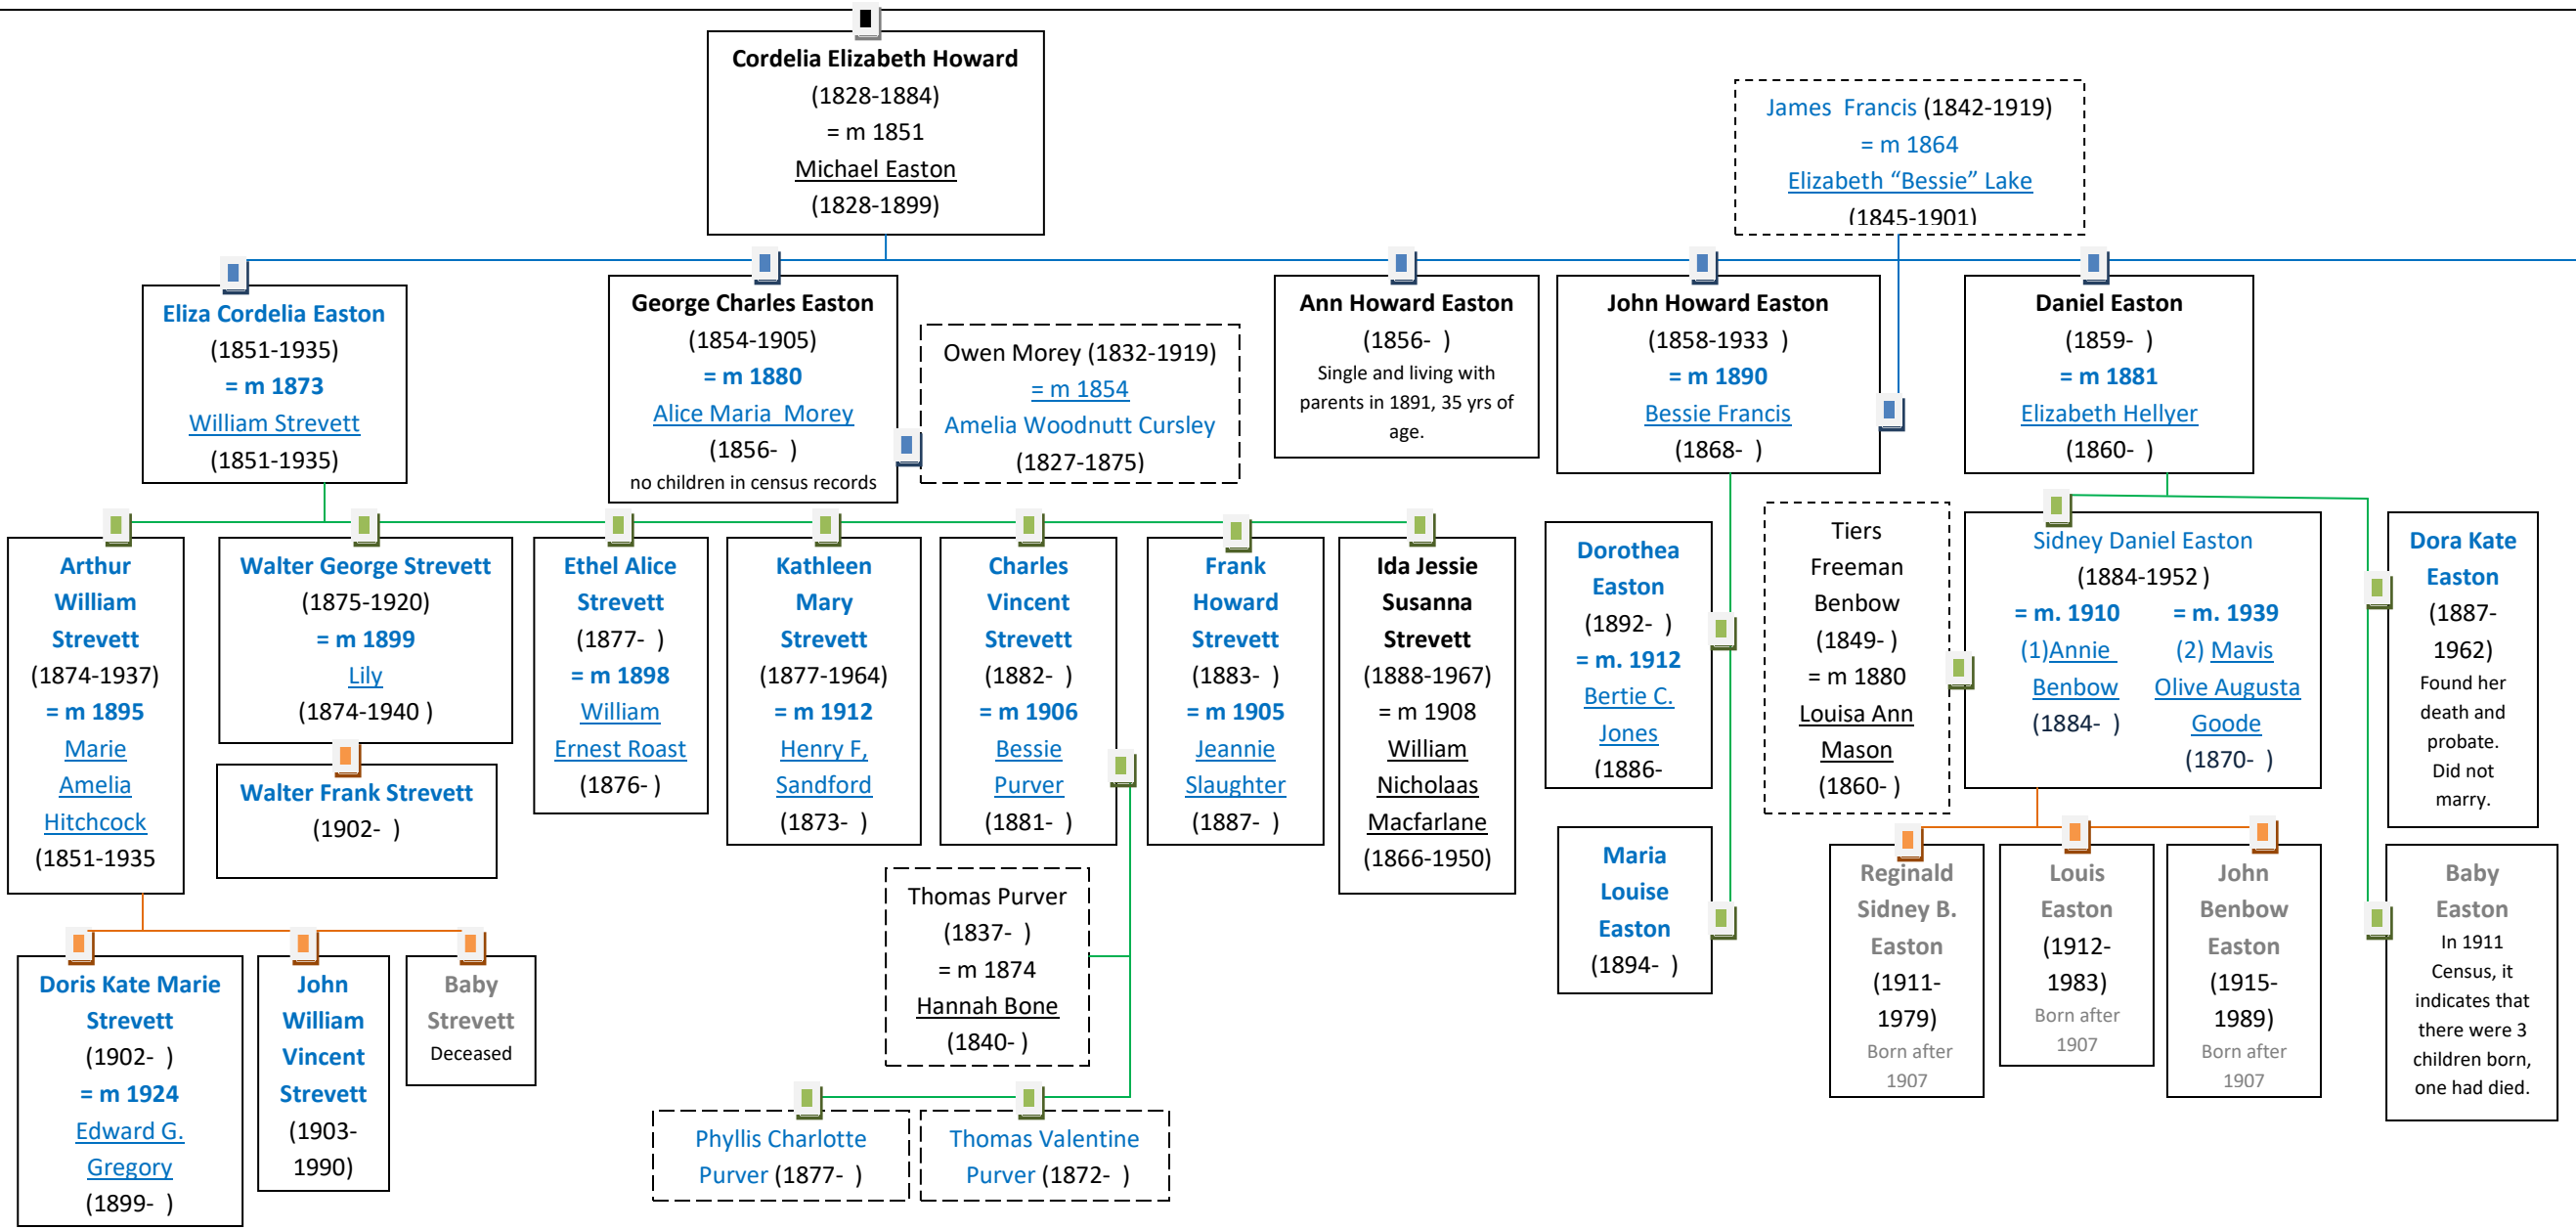 Cordelia Elizabeth Howard
(1828-1884)
= m 1851
Michael Easton
(1828-1899)
James  Francis (1842-1919)
= m 1864
Elizabeth “Bessie” Lake
(1845-1901)
Eliza Cordelia Easton
(1851-1935)
= m 1873
William Strevett
(1851-1935)
George Charles Easton
(1854-1905)
= m 1880
Alice Maria  Morey
(1856-  )
no children in census records
Owen Morey (1832-1919)
= m 1854
Amelia Woodnutt Cursley
(1827-1875)
Ann Howard Easton
(1856-  )
Single and living with
parents in 1891, 35 yrs of
age.
John Howard Easton
(1858-1933  )
= m 1890
Bessie Francis
(1868-  )
Daniel Easton
(1859-  )
= m 1881
Elizabeth Hellyer
(1860-  )
Arthur
William
Strevett
(1874-1937)
= m 1895
Marie
Amelia
Hitchcock
(1851-1935
Walter George Strevett
(1875-1920)
= m 1899
Lily
(1874-1940 )
Walter Frank Strevett
(1902-  )
Ethel Alice
Strevett
(1877-  )
= m 1898
William
Ernest Roast
(1876-  )
Kathleen
Mary
Strevett
(1877-1964)
= m 1912
Henry F,
Sandford
(1873-  )
Charles
Vincent
Strevett
(1882-  )
= m 1906
Bessie
Purver
(1881-  )
Frank
Howard
Strevett
(1883-  )
= m 1905
Jeannie
Slaughter
(1887-  )
Ida Jessie
Susanna
Strevett
(1888-1967)
= m 1908
William
Nicholaas
Macfarlane
(1866-1950)
Dorothea
Easton
(1892-  )
= m. 1912
Bertie C.
Jones
(1886-
Maria
Louise
Easton
(1894-  )
Tiers
Freeman
Benbow
(1849- )
= m 1880
Louisa Ann
Mason
(1860- )
Sidney Daniel Easton
(1884-1952 )
= m. 1910
(1)Annie
Benbow
(1884-  )
= m. 1939
(2) Mavis
Olive Augusta
Goode
(1870-  )
Dora Kate
Easton
(1887-
1962)
Found her
death and
probate.
Did not
marry.
Thomas Purver
(1837-  )
= m 1874
Hannah Bone
(1840- )
Reginald
Sidney B.
Easton
(1911-
1979)
Born after
1907
Louis
Easton
(1912-
1983)
Born after
1907
John
Benbow
Easton
(1915-
1989)
Born after
1907
Baby
Easton
In 1911
Census, it
indicates that
there were 3
children born,
one had died.
Doris Kate Marie
Strevett
(1902-  )
= m 1924
Edward G.
Gregory
(1899-  )
John
William
Vincent
Strevett
(1903-
1990)
Baby
Strevett
Deceased
Phyllis Charlotte
Purver (1877-  )
Thomas Valentine
Purver (1872-  )